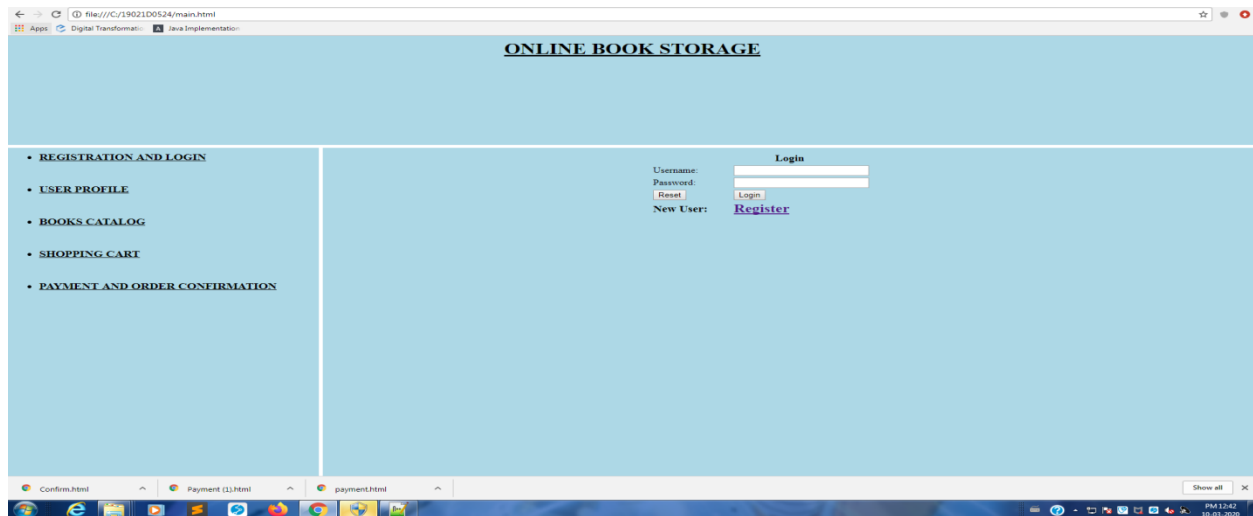 file:///C:/19021D0524/main.html
Apps Digital Transformatio Java Implementation
ONLINE BOOK STORAGE
• REGISTRATION AND LOGIN
• USER PROFILE
• BOOKS CATALOG
• SHOPPING CART
• PAYMENT AND ORDER CONFIRMATION
Login
Username:
Password:
Reset Login
New User: Register
Confirm.html Payment (1).html payment.html Show all
PM 12:42
10-03-2020